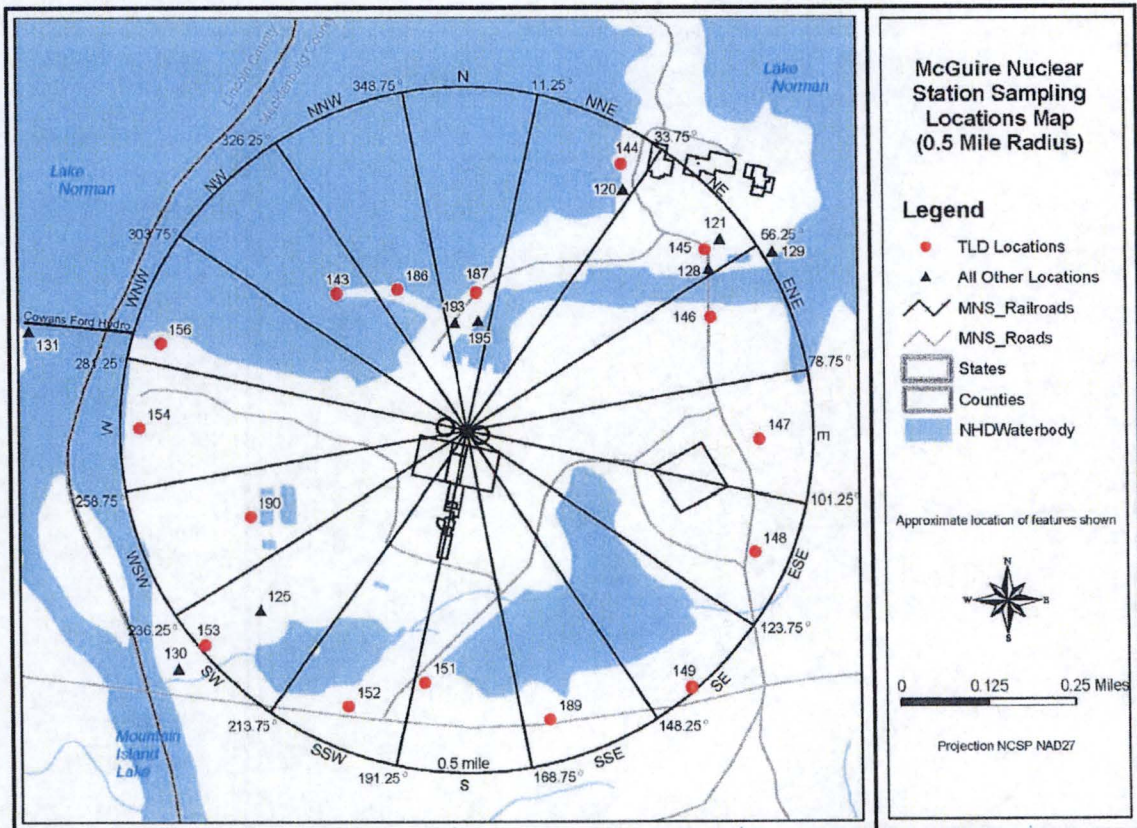 McGuire Nuclear
Station Sampling
Locations Map
(0.5 Mile Radius)
Legend
TLD Locations
All Other Locations
MNS_Railroads
MNS_Roads
States
Counties
NHDWaterbody
Approximate location of features shown
N
W
E
S
0
0.125
0.25 Miles
Projection NCSP NAD27
Lincoln County
Mecklenburg County
Lake
Norman
Lake
Norman
Mountain
Island
Lake
Cowans Ford Hydro
N
11.25°
NNE
33.75°
NE
56.25°
ENE
78.75°
E
101.25°
ESE
123.75°
SE
148.25°
SSE
168.75°
0.5 mile
S
191.25°
SSW
213.75°
SW
236.25°
WSW
258.75
W
281.25°
WNW
303.75°
NW
326.25°
NNW
348.75°
144
120
121
145
129
128
146
143
186
187
193
195
156
131
154
147
190
148
125
153
130
151
152
149
189